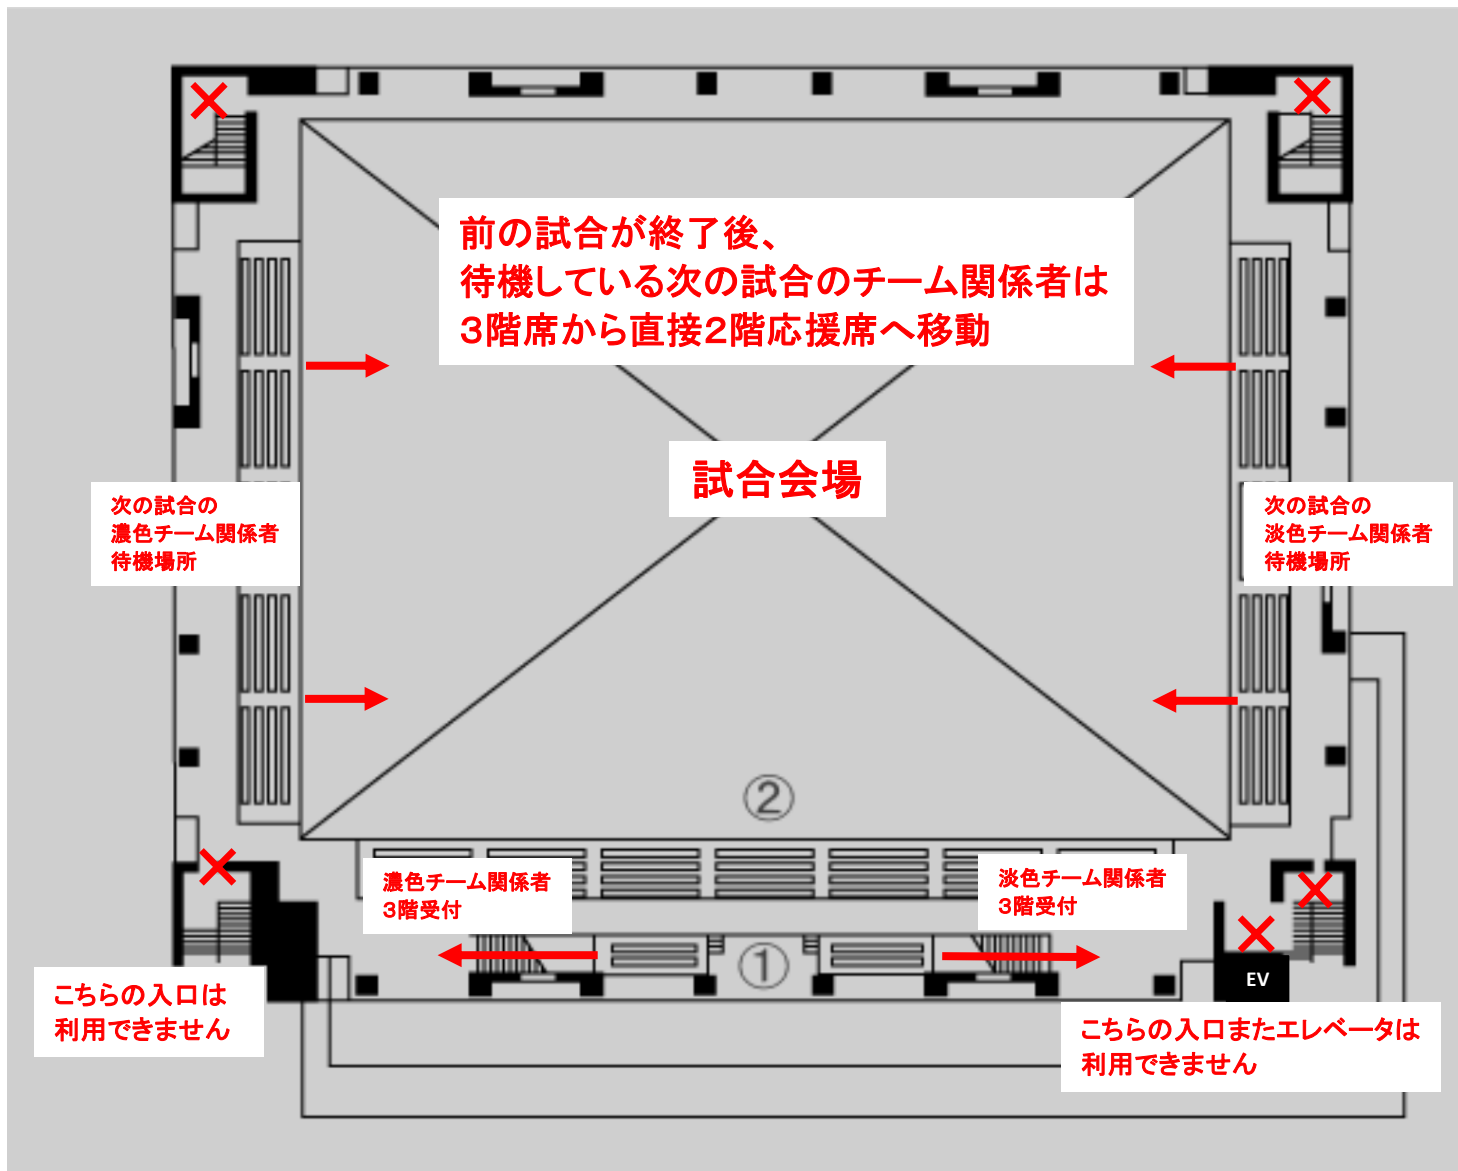 前の試合が終了後、
待機している次の試合のチーム関係者は
３階席から直接２階応援席へ移動
試合会場
次の試合の
濃色チーム関係者
待機場所
次の試合の
淡色チーム関係者
待機場所
②
濃色チーム関係者
３階受付
淡色チーム関係者
３階受付
①
EV
こちらの入口は
利用できません
こちらの入口またエレベータは
利用できません